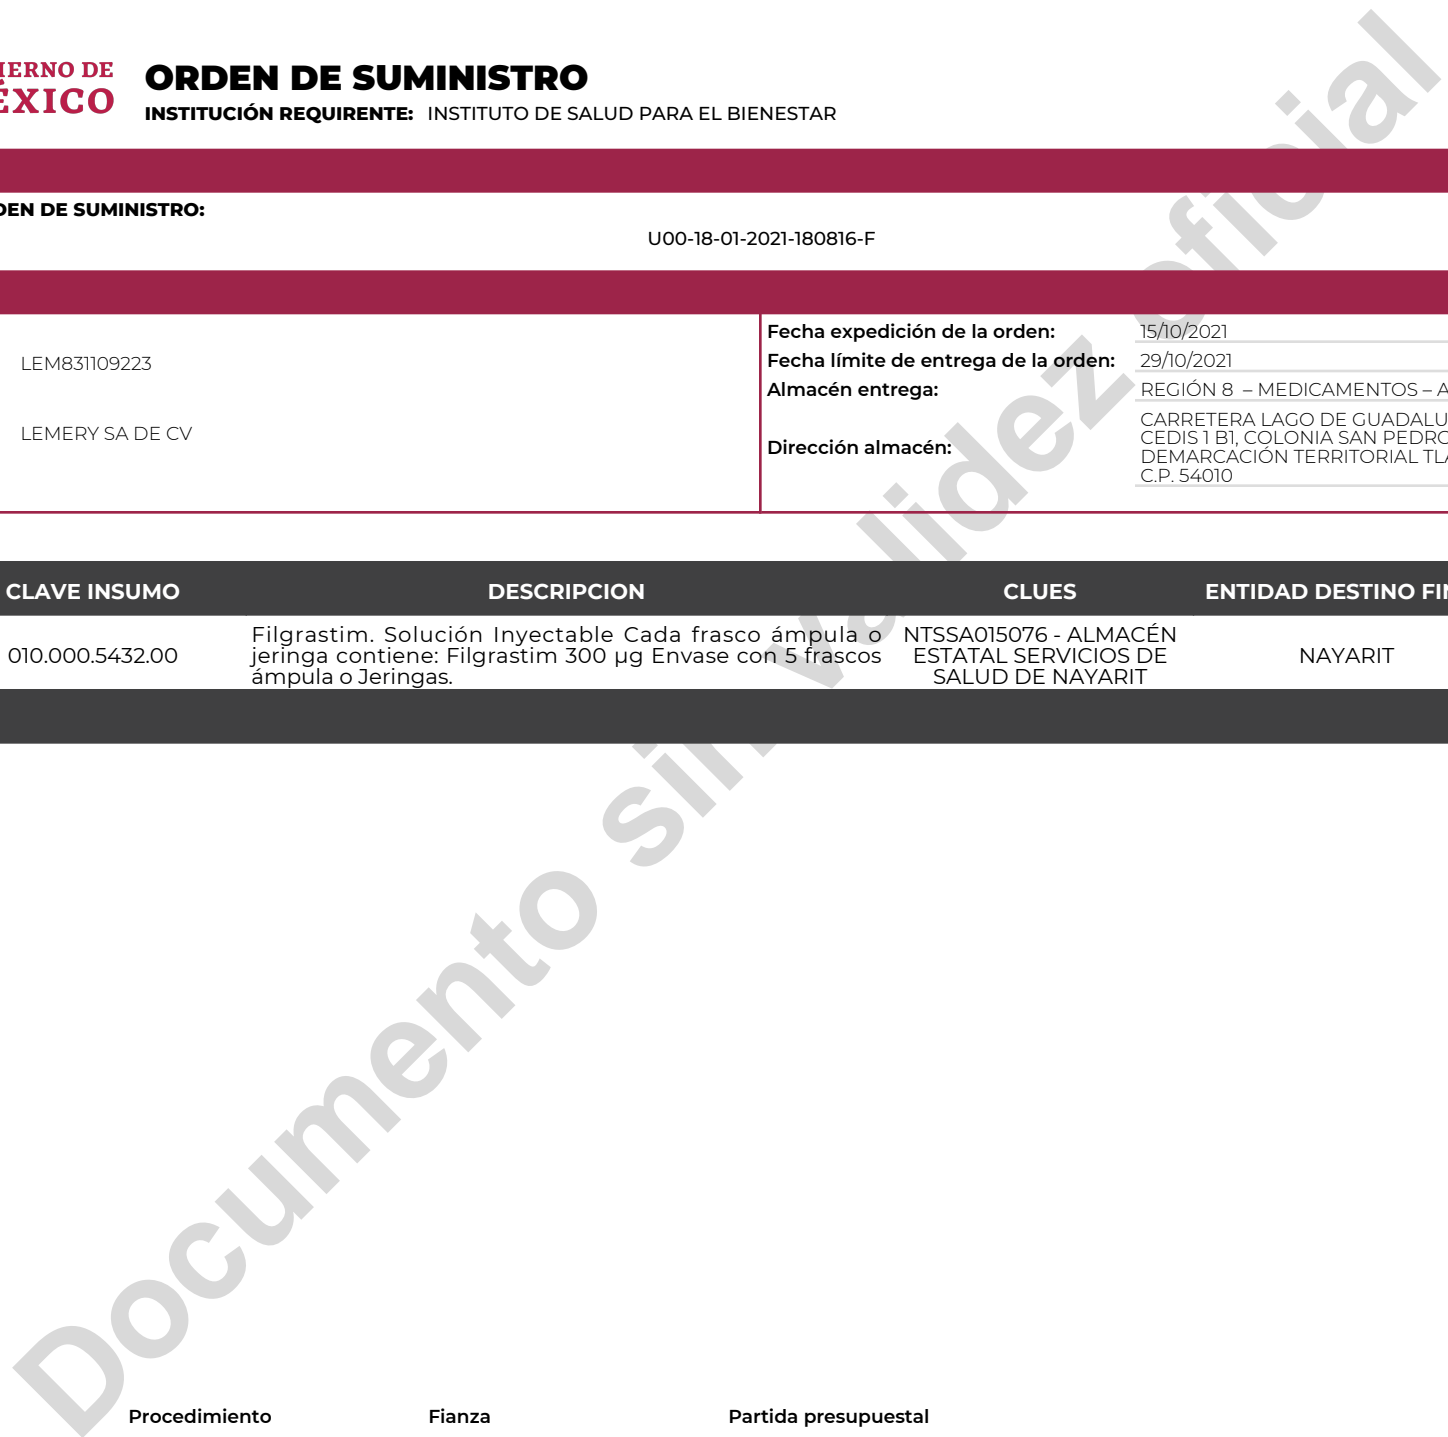 IERNO DE
ÉXICO
ORDEN DE SUMINISTRO
INSTITUCIÓN REQUIRENTE: INSTITUTO DE SALUD PARA EL BIENESTAR
DEN DE SUMINISTRO:
U00-18-01-2021-180816-F
LEM831109223
LEMERY SA DE CV
Fecha expedición de la orden: 15/10/2021
Fecha límite de entrega de la orden: 29/10/2021
Almacén entrega: REGIÓN 8 – MEDICAMENTOS – A
Dirección almacén:
CARRETERA LAGO DE GUADALU
CEDIS 1 B1, COLONIA SAN PEDRO
DEMARCACIÓN TERRITORIAL TLA
C.P. 54010
CLAVE INSUMO DESCRIPCION CLUES ENTIDAD DESTINO FIN
010.000.5432.00
Filgrastim. Solución Inyectable Cada frasco ámpula o
jeringa contiene: Filgrastim 300 µg Envase con 5 frascos
ámpula o Jeringas.
NTSSA015076 - ALMACÉN
ESTATAL SERVICIOS DE
SALUD DE NAYARIT
NAYARIT
Documento sin validez oficial
Procedimiento Fianza Partida presupuestal